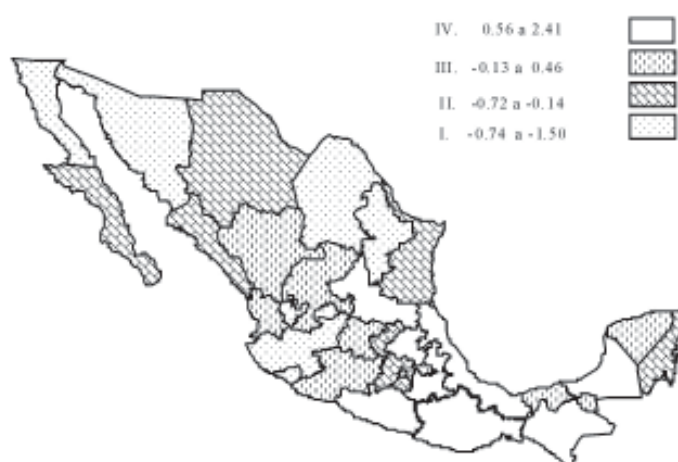 IV. 0.56 a 2.41
III. -0.13 a 0.46
II. -0.72 a -0.14
I. -0.74 a -1.50